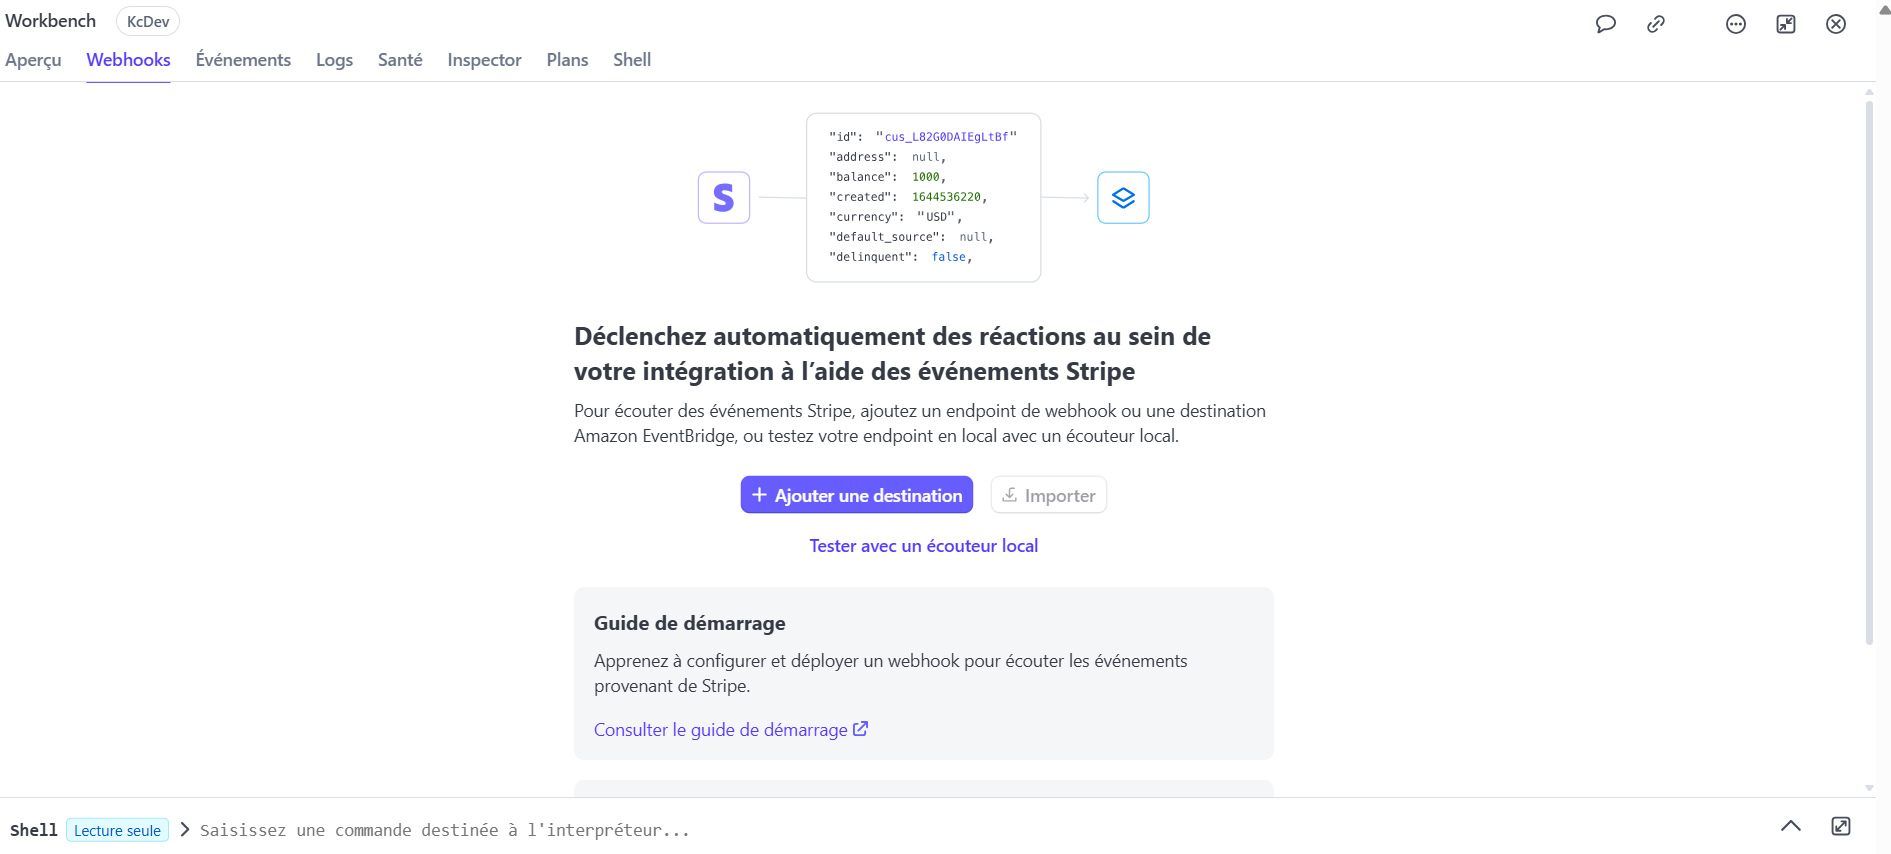 Workbench KcDev
Aperçu Webhooks Événements Logs Santé Inspector Plans Shell
"id": "cus_L82G0DAIEgLtBf"
"address": null,
"balance": 1000,
"created": 1644536220,
"currency": "USD",
"default_source": null,
"delinquent": false,
S
Déclenchez automatiquement des réactions au sein de
votre intégration à l’aide des événements Stripe
Pour écouter des événements Stripe, ajoutez un endpoint de webhook ou une destination
Amazon EventBridge, ou testez votre endpoint en local avec un écouteur local.
Ajouter une destination Importer
Tester avec un écouteur local
Guide de démarrage
Apprenez à configurer et déployer un webhook pour écouter les événements
provenant de Stripe.
Consulter le guide de démarrage
Shell Lecture seule Saisissez une commande destinée à l'interpréteur...